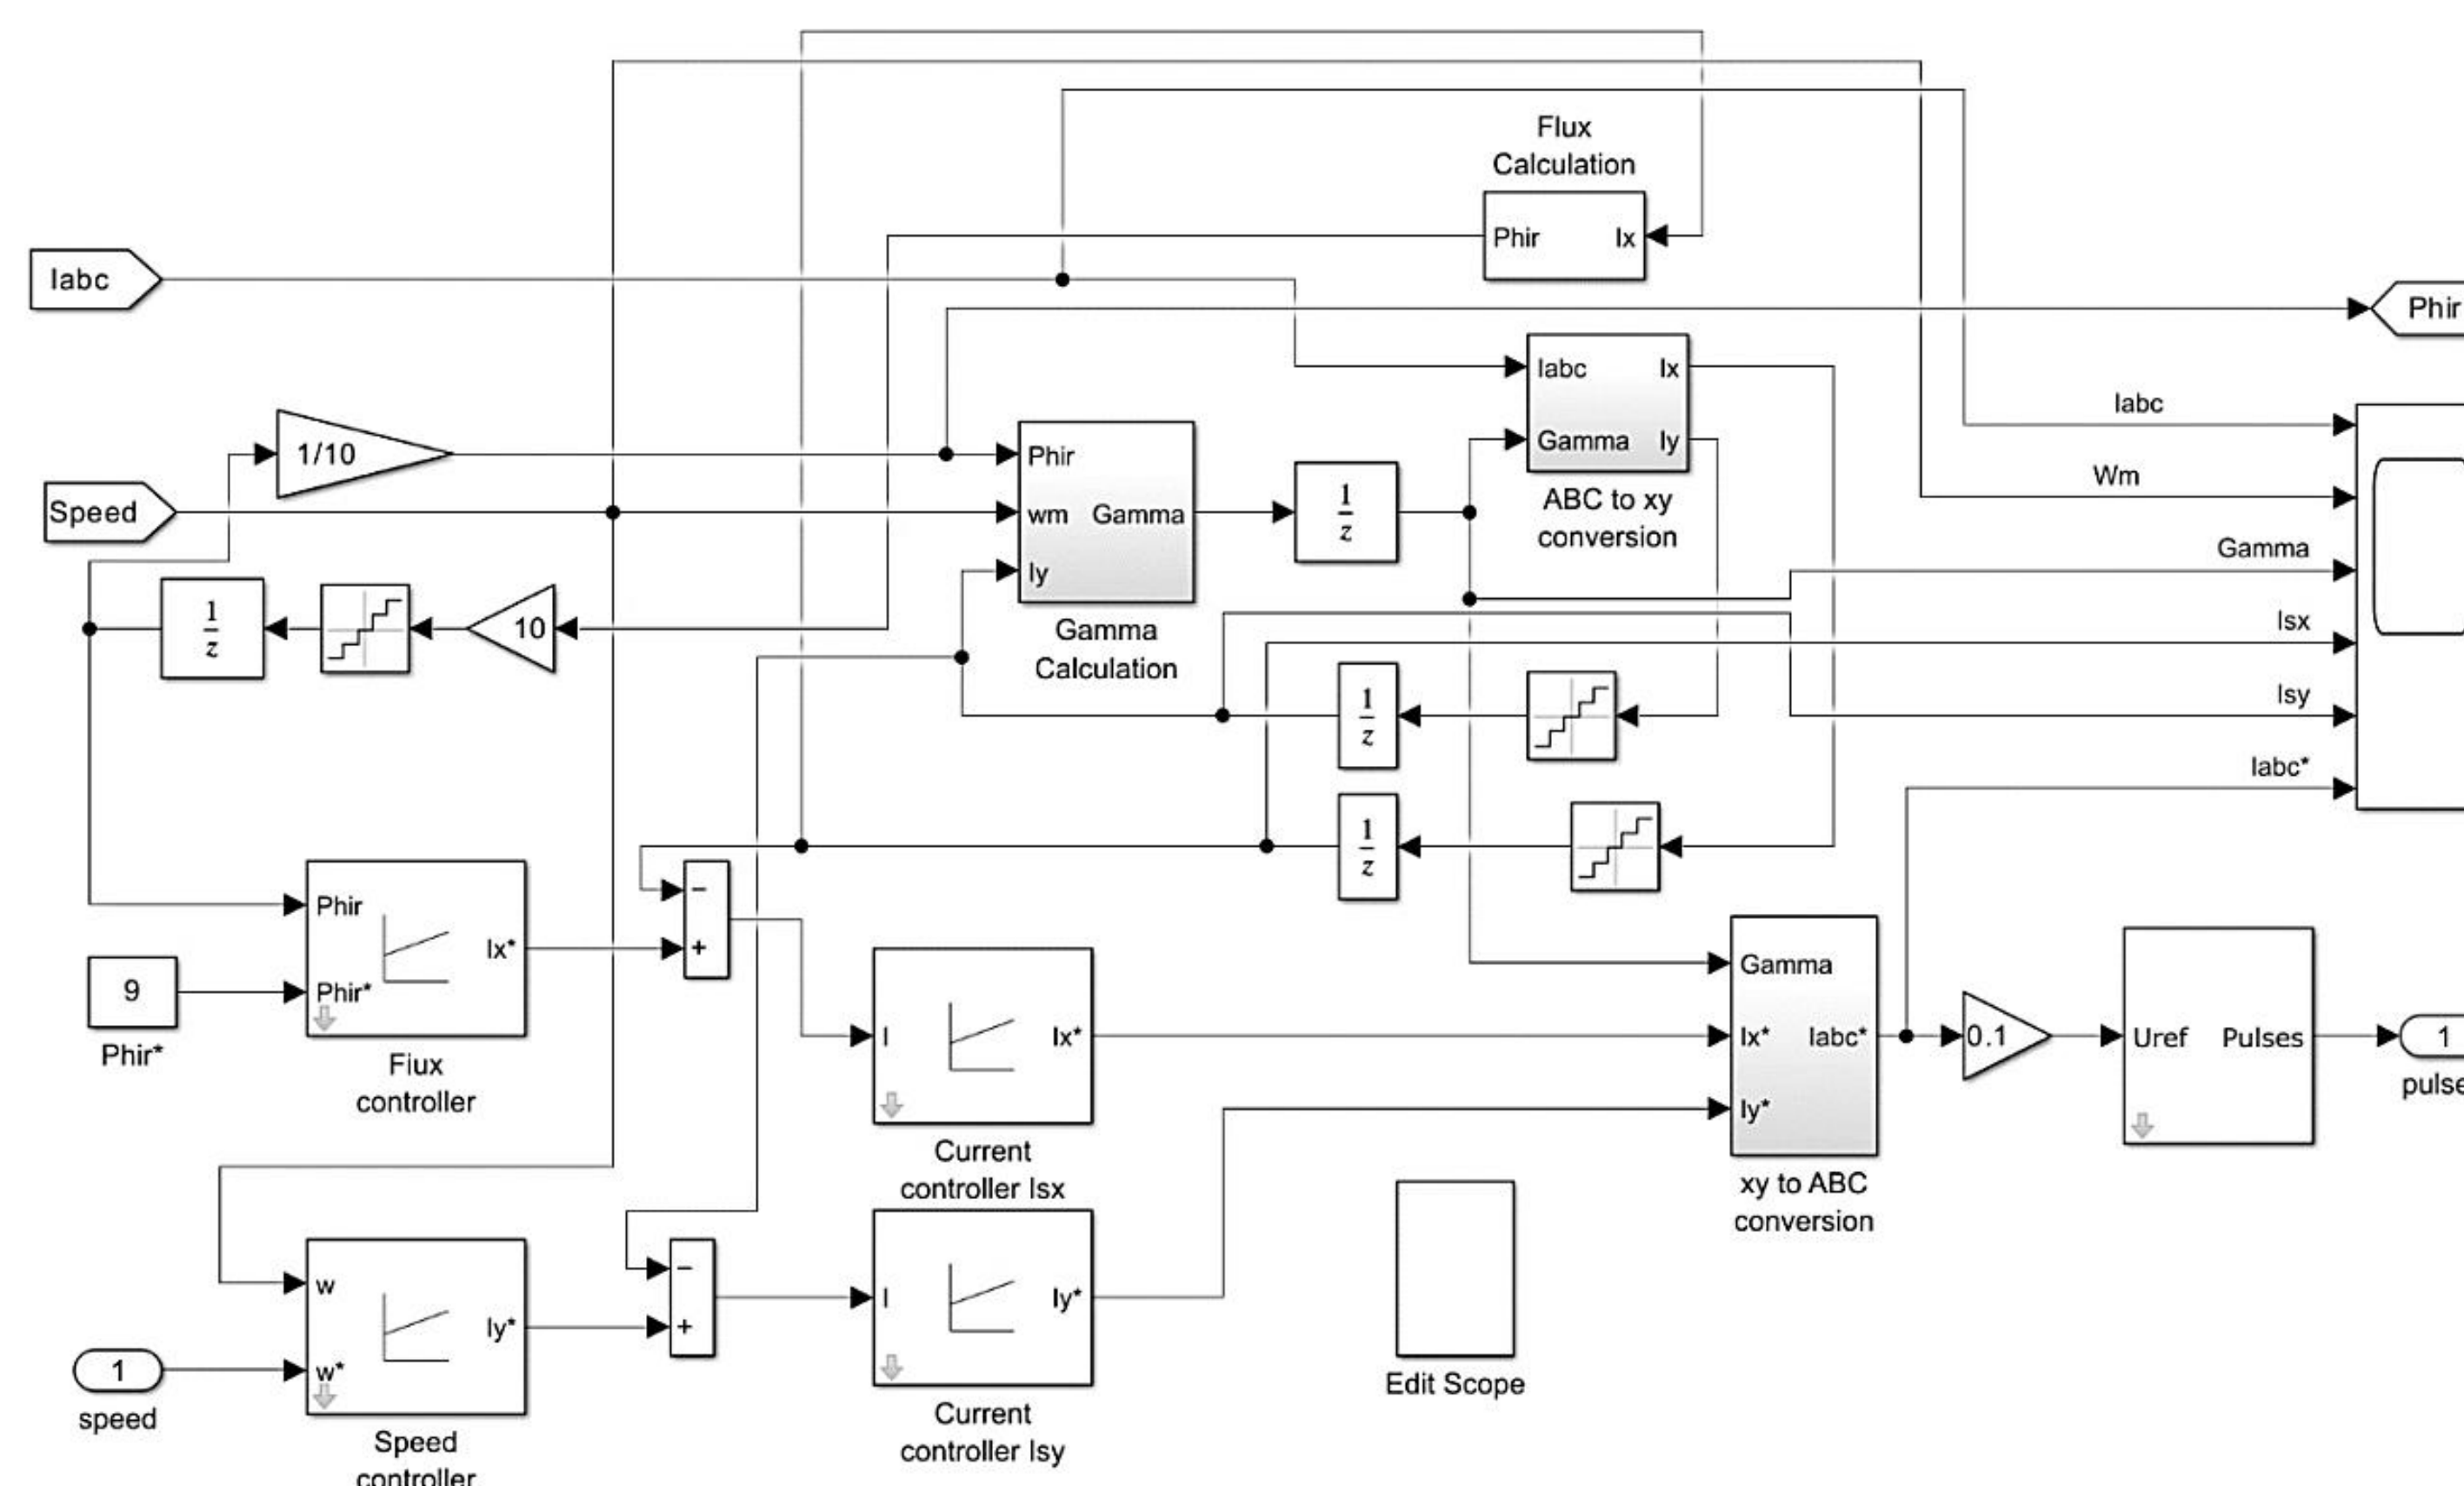 Flux
Calculation
Phir Ix
Iabc
Phir
Iabc Ix
Gamma Iy
ABC to xy
conversion
Iabc
1/10
Phir
wm Gamma
Iy
Gamma
Calculation
1
z
Wm
Speed
Gamma
1
z
10
Isx
1
z
Isy
Iabc*
1
z
−
+
Phir
Ix*
Phir*
Fiux
controller
9
Phir*
I Ix*
Current
controller Isx
Gamma
Ix* Iabc*
Iy*
xy to ABC
conversion
0.1
Uref Pulses
1
pulse
w
Iy*
w*
Speed
controller
1
speed
−
+
I Iy*
Current
controller Isy
Edit Scope